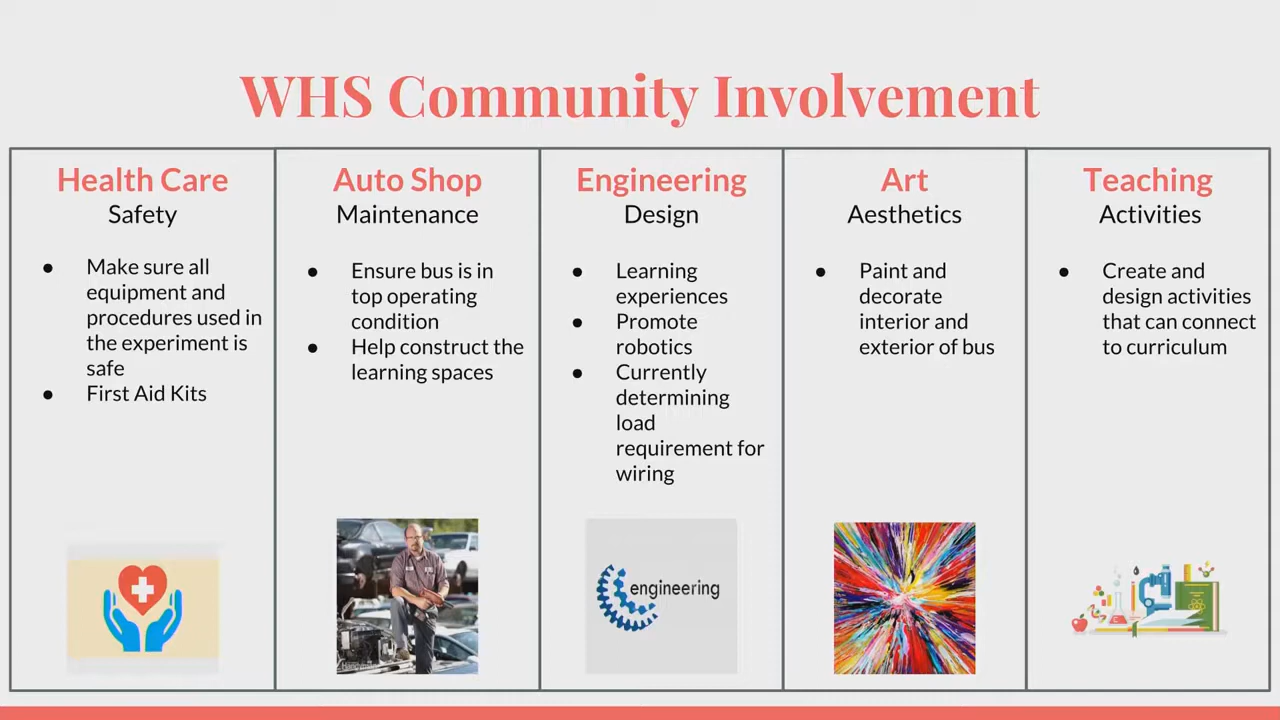 WHS Community Involvement
Health Care
Safety
● Make sure all
equipment and
procedures used in
the experiment is
safe
● First Aid Kits
Auto Shop
Maintenance
● Ensure bus is in
top operating
condition
● Help construct the
learning spaces
Engineering
Design
● Learning
experiences
● Promote
robotics
● Currently
determining
load
requirement for
wiring
engineering
Art
Aesthetics
● Paint and
decorate
interior and
exterior of bus
Teaching
Activities
● Create and
design activities
that can connect
to curriculum